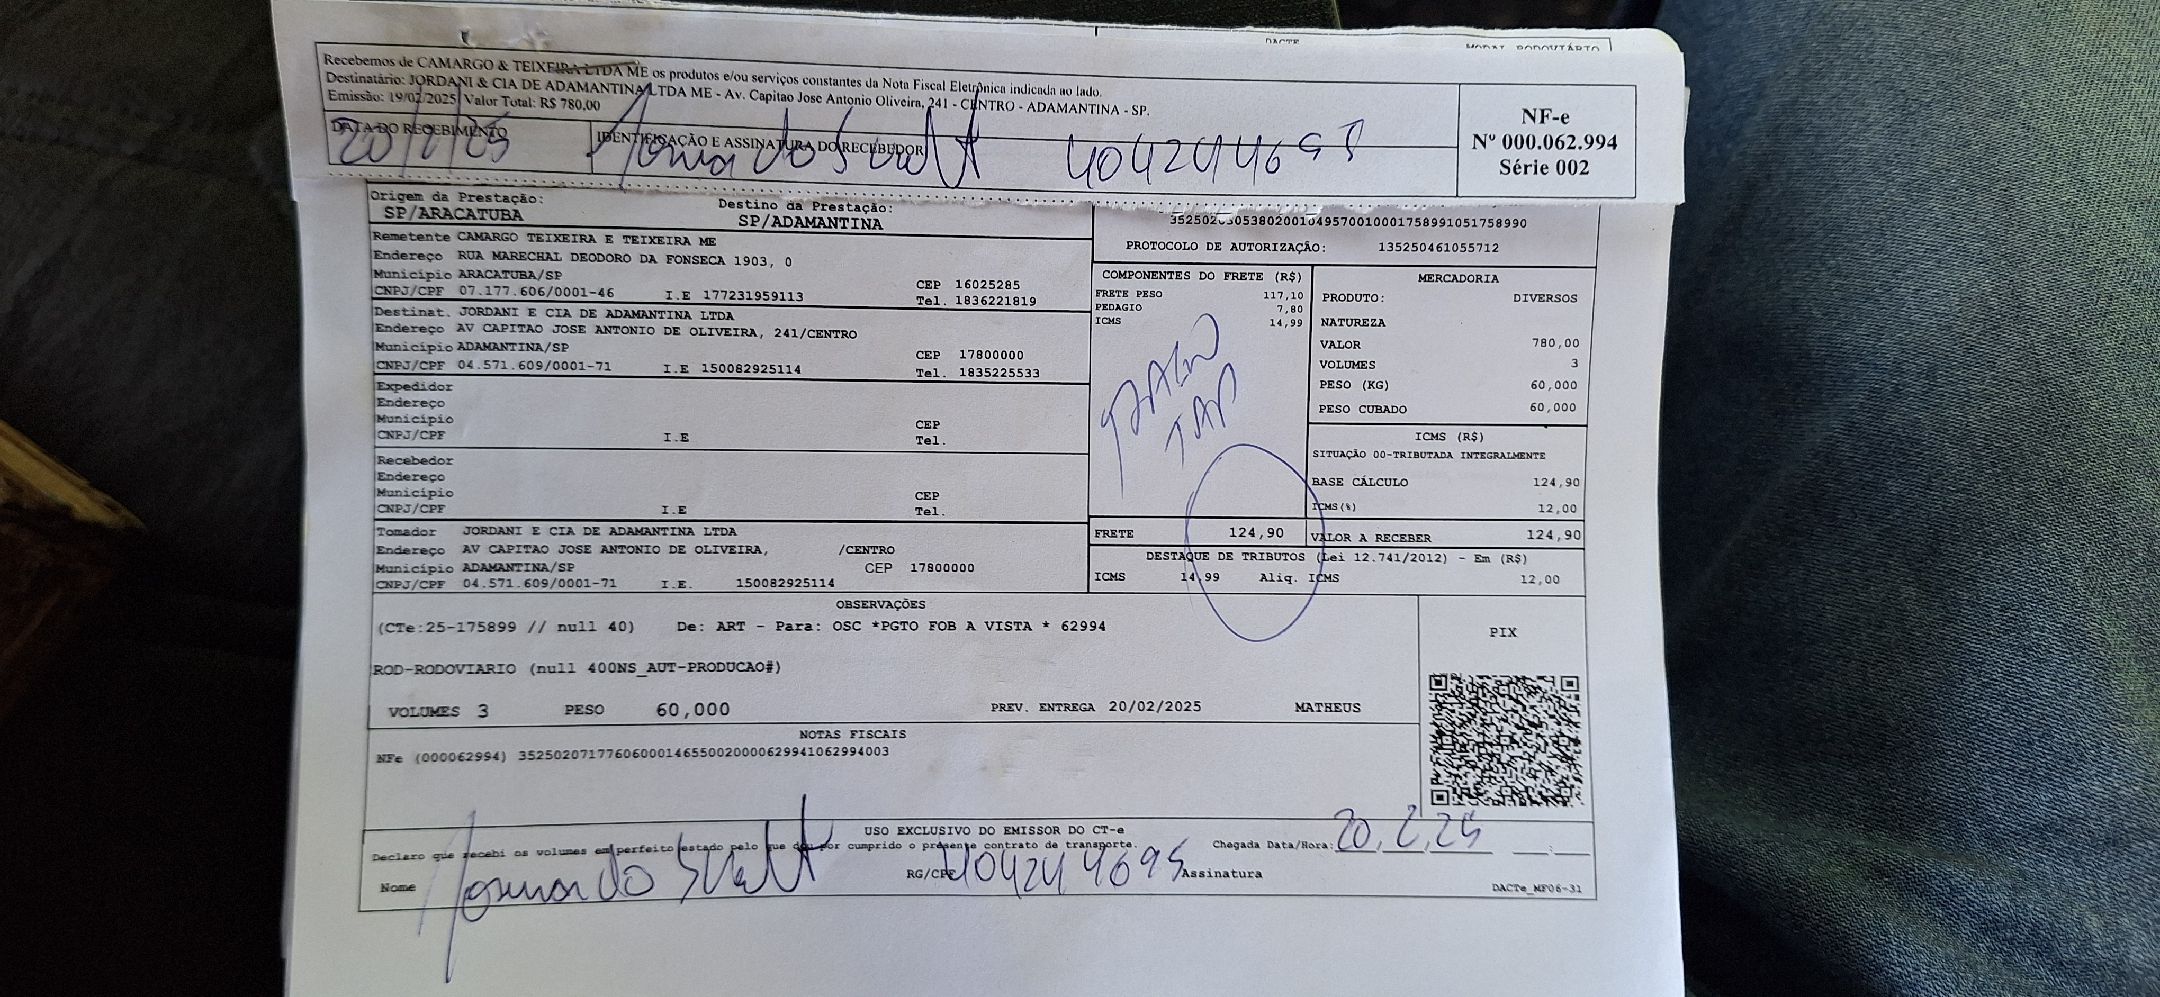 DACTE
MODAL RODOVIÁRIO
Recebemos de CAMARGO & TEIXEIRA LTDA ME os produtos e/ou serviços constantes da Nota Fiscal Eletrônica indicada ao lado.
Destinatário: JORDANI & CIA DE ADAMANTINA LTDA ME - Av. Capitao Jose Antonio Oliveira, 241 - CENTRO - ADAMANTINA - SP.
Emissão: 19/02/2025 Valor Total: R$ 780,00
DATA DO RECEBIMENTO
IDENTIFICAÇÃO E ASSINATURA DO RECEBEDOR
20/2/25
NF-e
Nº 000.062.994
Série 002
Origem da Prestação:
SP/ARACATUBA
Destino da Prestação:
SP/ADAMANTINA
PROTOCOLO DE AUTORIZAÇÃO: 135250461055712
Remetente CAMARGO TEIXEIRA E TEIXEIRA ME
Endereço RUA MARECHAL DEODORO DA FONSECA 1903, 0
Município ARACATUBA/SP CEP 16025285
CNPJ/CPF 07.177.606/0001-46 I.E 177231959113 Tel. 1836221819
Destinat. JORDANI E CIA DE ADAMANTINA LTDA
Endereço AV CAPITAO JOSE ANTONIO DE OLIVEIRA, 241/CENTRO
Município ADAMANTINA/SP CEP 17800000
CNPJ/CPF 04.571.609/0001-71 I.E 150082925114 Tel. 1835225533
Expedidor
Endereço
Município CEP
CNPJ/CPF I.E Tel.
Recebedor
Endereço
Município CEP
CNPJ/CPF I.E Tel.
Tomador JORDANI E CIA DE ADAMANTINA LTDA
Endereço AV CAPITAO JOSE ANTONIO DE OLIVEIRA, /CENTRO
Município ADAMANTINA/SP CEP 17800000
CNPJ/CPF 04.571.609/0001-71 I.E. 150082925114
COMPONENTES DO FRETE (R$)
FRETE PESO 117,10
PEDAGIO 7,80
ICMS 14,99
FRETE 124,90
MERCADORIA
PRODUTO: DIVERSOS
NATUREZA
VALOR 780,00
VOLUMES 3
PESO (KG) 60,000
PESO CUBADO 60,000
ICMS (R$)
SITUAÇÃO 00-TRIBUTADA INTEGRALMENTE
BASE CÁLCULO 124,90
ICMS(%) 12,00
VALOR A RECEBER 124,90
DESTAQUE DE TRIBUTOS (Lei 12.741/2012) - Em (R$)
ICMS 14,99 Aliq. ICMS 12,00
OBSERVAÇÕES
(CTe:25-175899 // null 40) De: ART - Para: OSC *PGTO FOB A VISTA * 62994
ROD-RODOVIARIO (null 400NS_AUT-PRODUCAO#)
VOLUMES 3 PESO 60,000 PREV. ENTREGA 20/02/2025 MATHEUS
PIX
NOTAS FISCAIS
NFe (000062994) 35250207177606000146550020000629941062994003
USO EXCLUSIVO DO EMISSOR DO CT-e
Declaro que recebi os volumes em perfeito estado pelo que dou por cumprido o presente contrato de transporte. Chegada Data/Hora: 20,2,25
Nome RG/CPF Assinatura
DACTe_MF06-31